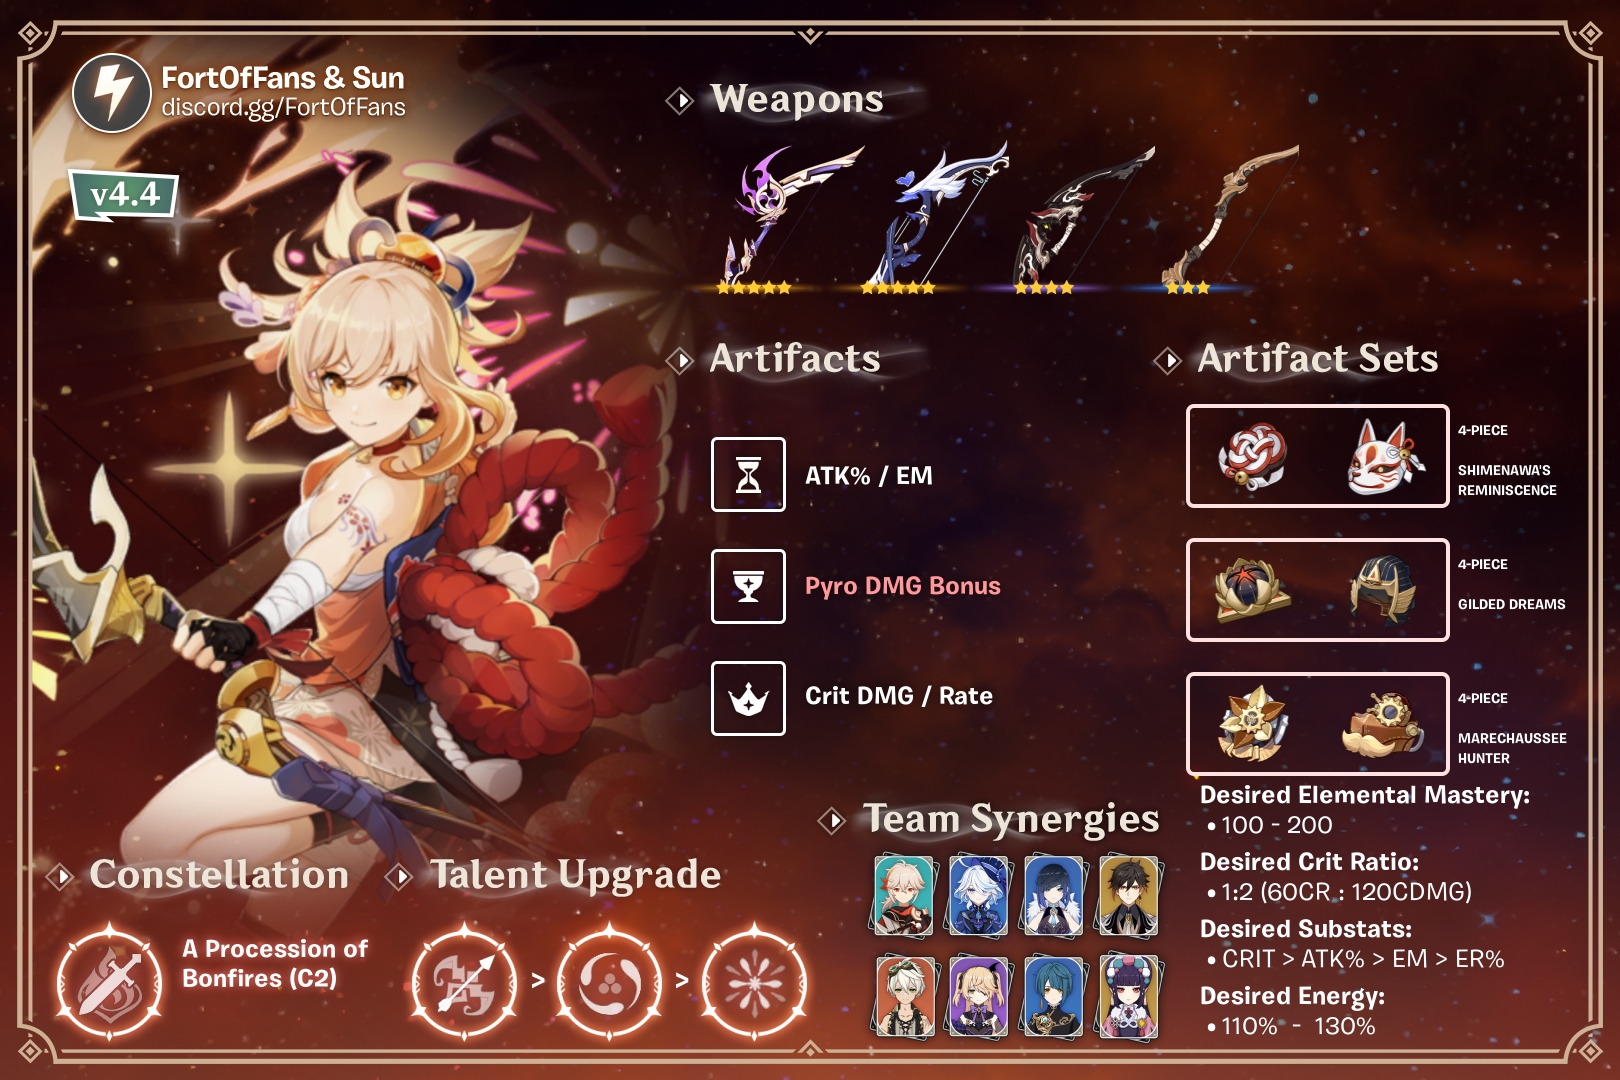 FortOfFans & Sun
discord.gg/FortOfFans
v4.4
Weapons
Artifacts
ATK% / EM
Pyro DMG Bonus
Crit DMG / Rate
Artifact Sets
4-PIECE
SHIMENAWA'S
REMINISCENCE
4-PIECE
GILDED DREAMS
4-PIECE
MARECHAUSSEE
HUNTER
Constellation
A Procession of
Bonfires (C2)
Talent Upgrade
> >
Team Synergies
Desired Elemental Mastery:
• 100 - 200
Desired Crit Ratio:
• 1:2 (60CR : 120CDMG)
Desired Substats:
• CRIT > ATK% > EM > ER%
Desired Energy:
• 110% - 130%